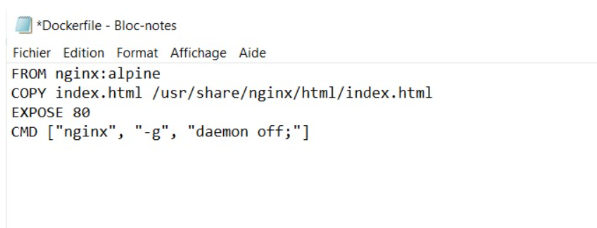 *Dockerfile - Bloc-notes
Fichier Edition Format Affichage Aide
FROM nginx:alpine
COPY index.html /usr/share/nginx/html/index.html
EXPOSE 80
CMD ["nginx", "-g", "daemon off;"]